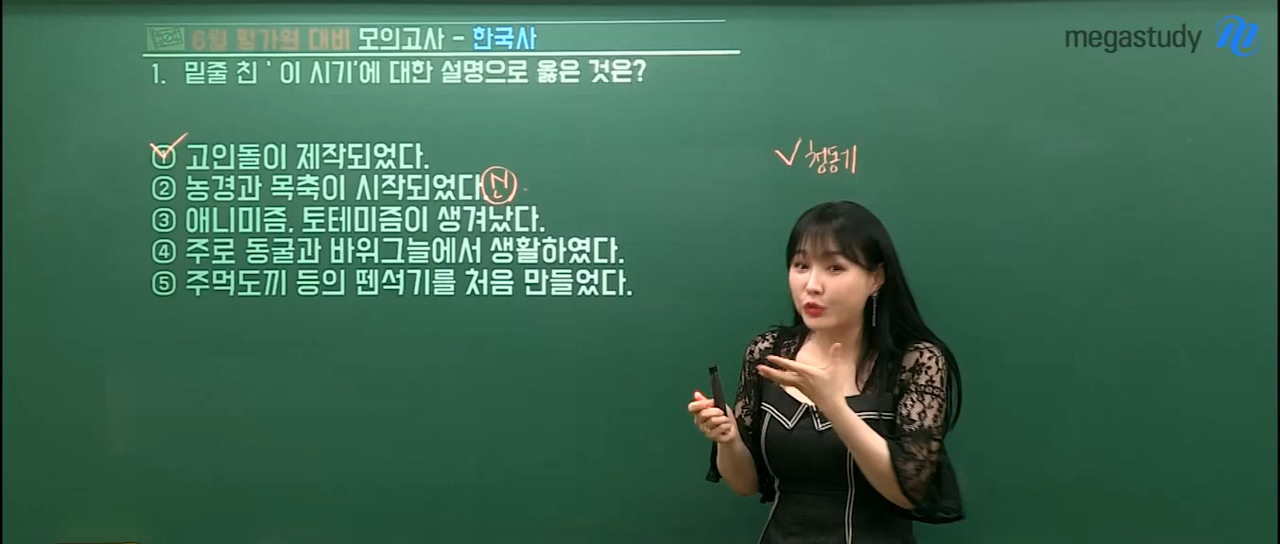 megastudy
6월 평가원 대비 모의고사 - 한국사
1. 밑줄 친 ' 이 시기'에 대한 설명으로 옳은 것은?
① 고인돌이 제작되었다.
✓청동기
② 농경과 목축이 시작되었다. 신
③ 애니미즘, 토테미즘이 생겨났다.
④ 주로 동굴과 바위그늘에서 생활하였다.
⑤ 주먹도끼 등의 뗀석기를 처음 만들었다.